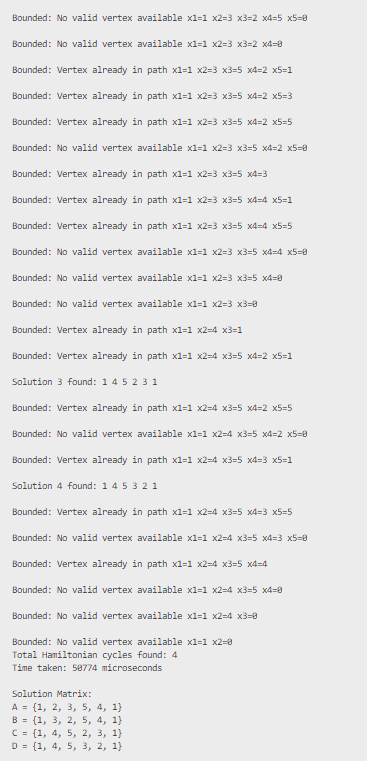 Bounded: No valid vertex available x1=1 x2=3 x3=2 x4=5 x5=0
Bounded: No valid vertex available x1=1 x2=3 x3=2 x4=0
Bounded: Vertex already in path x1=1 x2=3 x3=5 x4=2 x5=1
Bounded: Vertex already in path x1=1 x2=3 x3=5 x4=2 x5=3
Bounded: Vertex already in path x1=1 x2=3 x3=5 x4=2 x5=5
Bounded: No valid vertex available x1=1 x2=3 x3=5 x4=2 x5=0
Bounded: Vertex already in path x1=1 x2=3 x3=5 x4=3
Bounded: Vertex already in path x1=1 x2=3 x3=5 x4=4 x5=1
Bounded: Vertex already in path x1=1 x2=3 x3=5 x4=4 x5=5
Bounded: No valid vertex available x1=1 x2=3 x3=5 x4=4 x5=0
Bounded: No valid vertex available x1=1 x2=3 x3=5 x4=0
Bounded: No valid vertex available x1=1 x2=3 x3=0
Bounded: Vertex already in path x1=1 x2=4 x3=1
Bounded: Vertex already in path x1=1 x2=4 x3=5 x4=2 x5=1
Solution 3 found: 1 4 5 2 3 1
Bounded: Vertex already in path x1=1 x2=4 x3=5 x4=2 x5=5
Bounded: No valid vertex available x1=1 x2=4 x3=5 x4=2 x5=0
Bounded: Vertex already in path x1=1 x2=4 x3=5 x4=3 x5=1
Solution 4 found: 1 4 5 3 2 1
Bounded: Vertex already in path x1=1 x2=4 x3=5 x4=3 x5=5
Bounded: No valid vertex available x1=1 x2=4 x3=5 x4=3 x5=0
Bounded: Vertex already in path x1=1 x2=4 x3=5 x4=4
Bounded: No valid vertex available x1=1 x2=4 x3=5 x4=0
Bounded: No valid vertex available x1=1 x2=4 x3=0
Bounded: No valid vertex available x1=1 x2=0
Total Hamiltonian cycles found: 4
Time taken: 50774 microseconds
Solution Matrix:
A = {1, 2, 3, 5, 4, 1}
B = {1, 3, 2, 5, 4, 1}
C = {1, 4, 5, 2, 3, 1}
D = {1, 4, 5, 3, 2, 1}